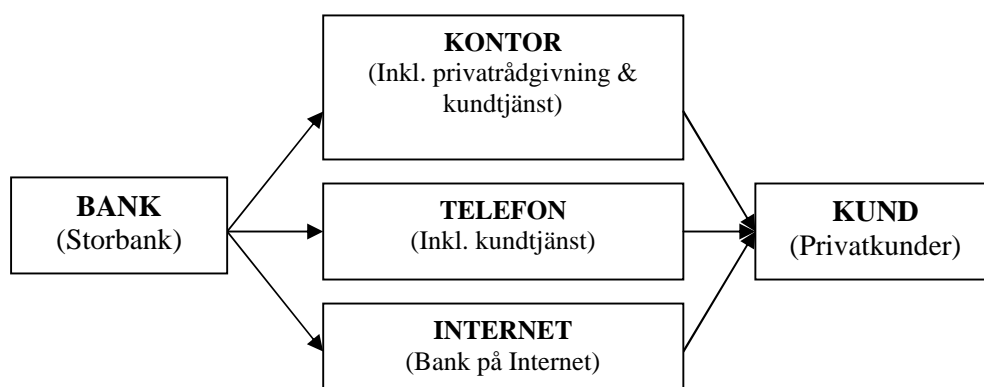 KONTOR
(Inkl. privatrådgivning &
kundtjänst)
BANK
(Storbank)
TELEFON
(Inkl. kundtjänst)
KUND
(Privatkunder)
INTERNET
(Bank på Internet)